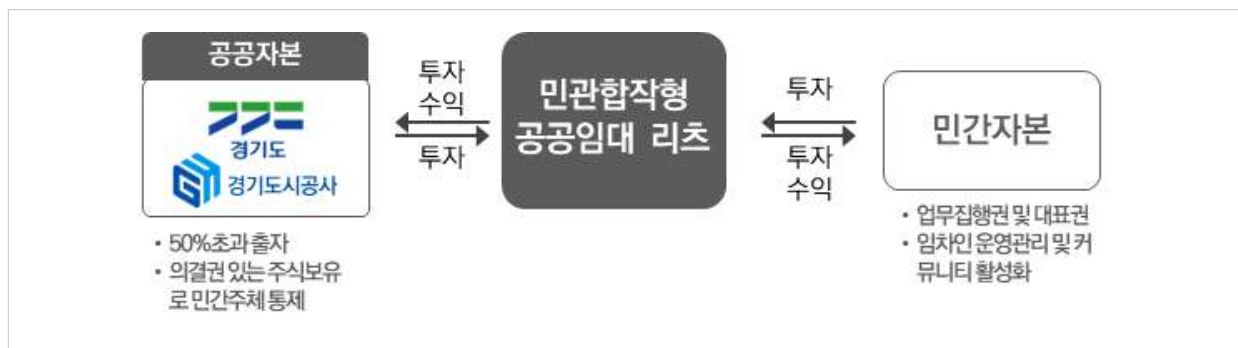 공공자본
경기도
경기도시공사
• 50%초과 출자
• 의결권 있는 주식보유
로 민간주체 통제
투자
수익
투자
민관합작형
공공임대 리츠
투자
투자
수익
민간자본
• 업무집행권 및 대표권
• 임차인 운영관리 및 커
뮤니티 활성화